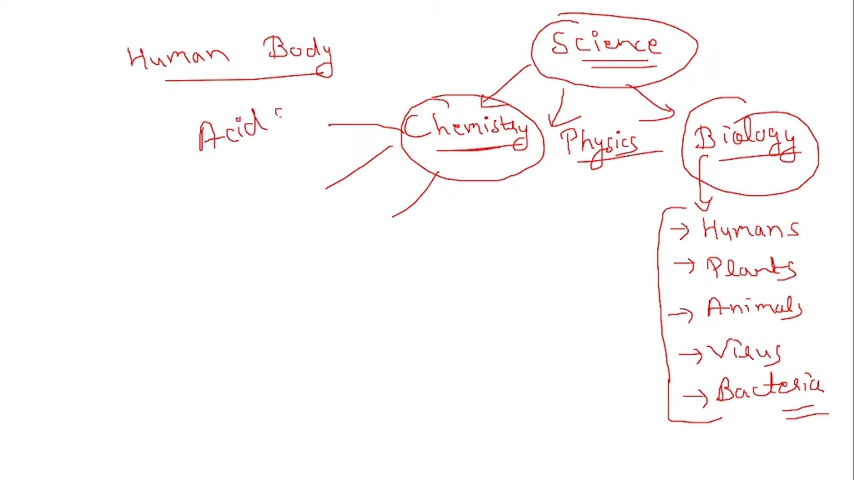 Human Body
Science
Acid
Chemistry
Physics
Biology
Humans
Plants
Animals
Virus
Bacteria